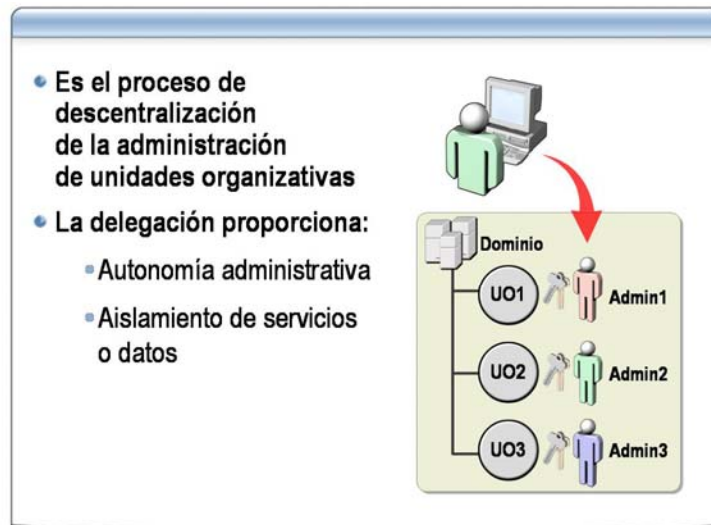 Es el proceso de
descentralización
de la administración
de unidades organizativas
La delegación proporciona:
Autonomía administrativa
Aislamiento de servicios
o datos
Dominio
UO1
Admin1
UO2
Admin2
UO3
Admin3